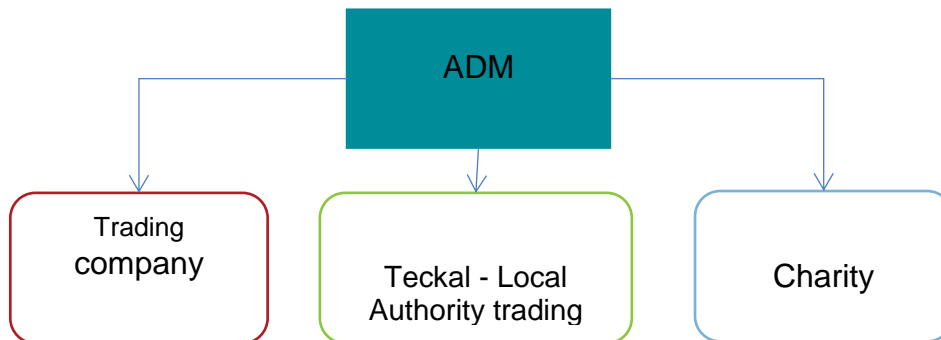 ADM
Trading
company
Teckal - Local
Authority trading
Charity